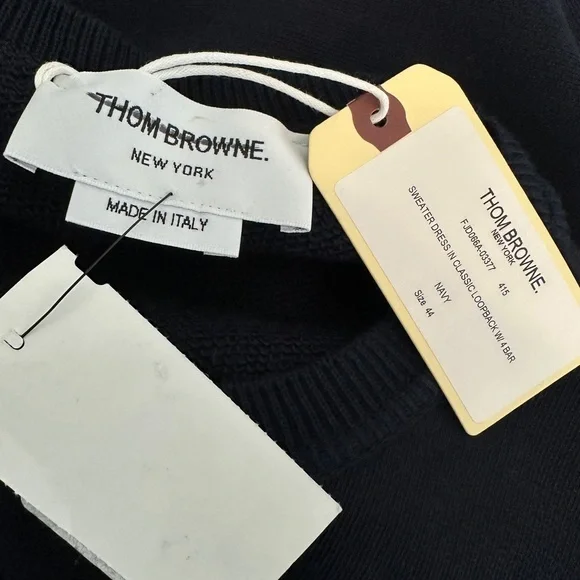 THOM BROWNE.
NEW YORK
MADE IN ITALY
THOM BROWNE.
NEW YORK
FJD066A-03377 415
SWEATER DRESS IN CLASSIC LOOPBACK W/ 4 BAR
NAVY
Size 44